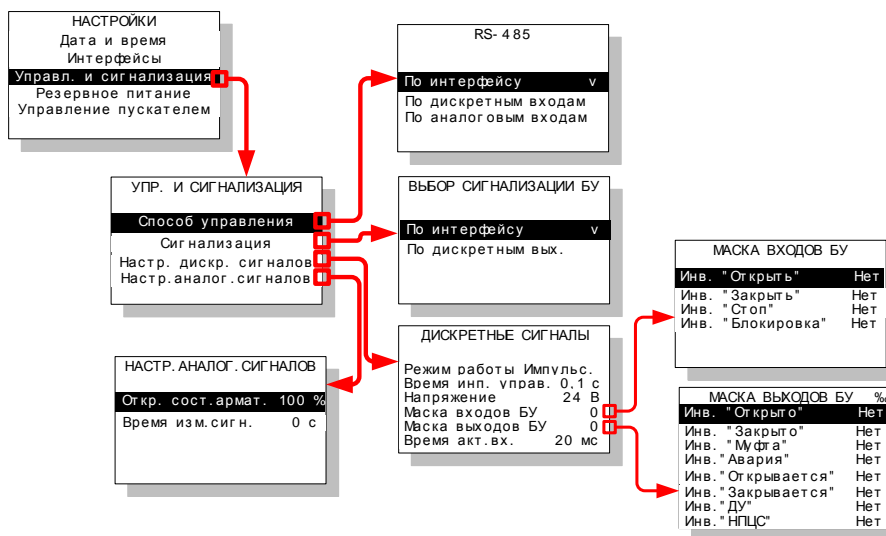 НАСТРОЙКИ
Дата и время
Интерфейсы
Управл. и сигнализация
Резервное питание
Управление пускателем
RS-485
По интерфейсу v
По дискретным входам
По аналоговым входам
УПР. И СИГНАЛИЗАЦИЯ
Способ управления
Сигнализация
Настр. дискр. сигналов
Настр.аналог.сигналов
ВЫБОР СИГНАЛИЗАЦИИ БУ
По интерфейсу v
По дискретным вых.
МАСКА ВХОДОВ БУ
Инв. "Открыть" Нет
Инв. "Закрыть" Нет
Инв. "Стоп" Нет
Инв. "Блокировка" Нет
ДИСКРЕТНЫЕ СИГНАЛЫ
Режим работы Импульс.
Время инп. управ. 0.1 с
Напряжение 24 В
Маска входов БУ 0
Маска выходов БУ 0
Время акт.вх. 20 мс
НАСТР.АНАЛОГ.СИГНАЛОВ
Откр. сост.армат. 100 %
Время изм.сигн. 0 с
МАСКА ВЫХОДОВ БУ
Инв. "Открыто" Нет
Инв. "Закрыто" Нет
Инв. "Муфта" Нет
Инв."Авария" Нет
Инв."Открывается" Нет
Инв."Закрывается" Нет
Инв."ДУ" Нет
Инв."НПЦС" Нет